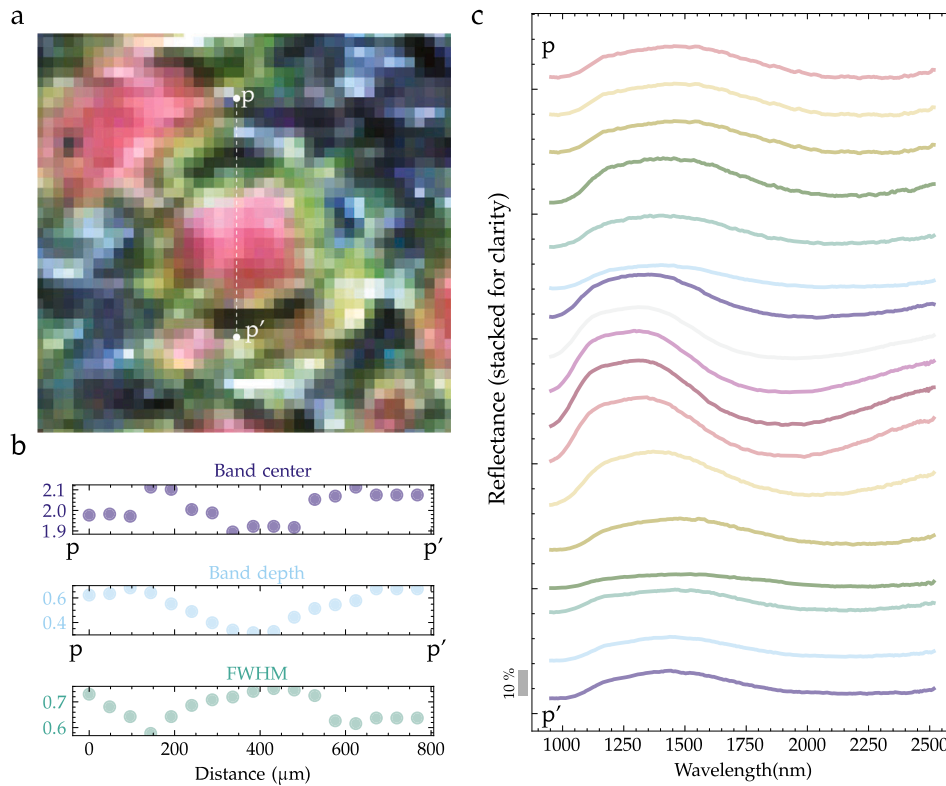 a
p
p′
b
Band center
2.1
2.0
1.9
p
p′
Band depth
0.6
0.4
p
p′
FWHM
0.7
0.6
0
200
400
600
800
Distance (μm)
c
p
Reflectance (stacked for clarity)
10 %
p′
1000
1250
1500
1750
2000
2250
2500
Wavelength(nm)